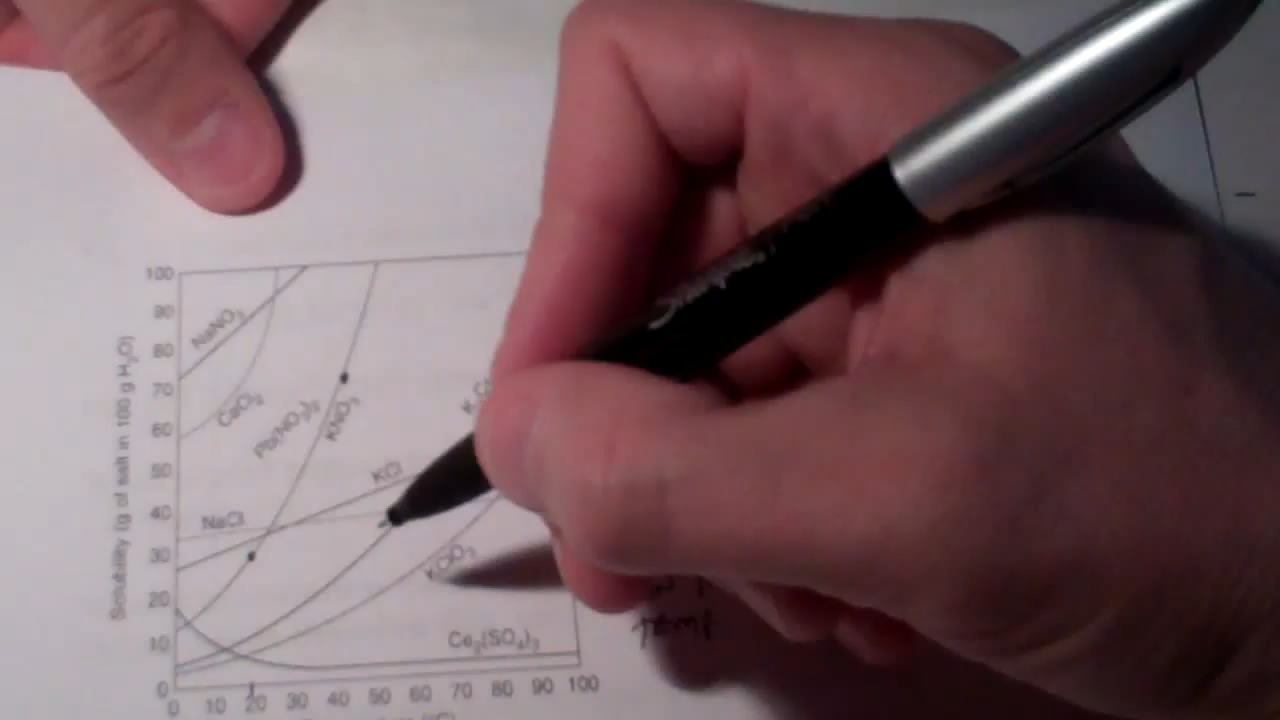 100
90
80
70
60
50
40
30
20
10
0
Solubility (g of salt in 100 g H₂O)
NaNO₃
CaCl₂
Pb(NO₃)₂
KNO₃
KCl
NaCl
KClO₃
Ce₂(SO₄)₃
0 10 20 30 40 50 60 70 80 90 100
temp